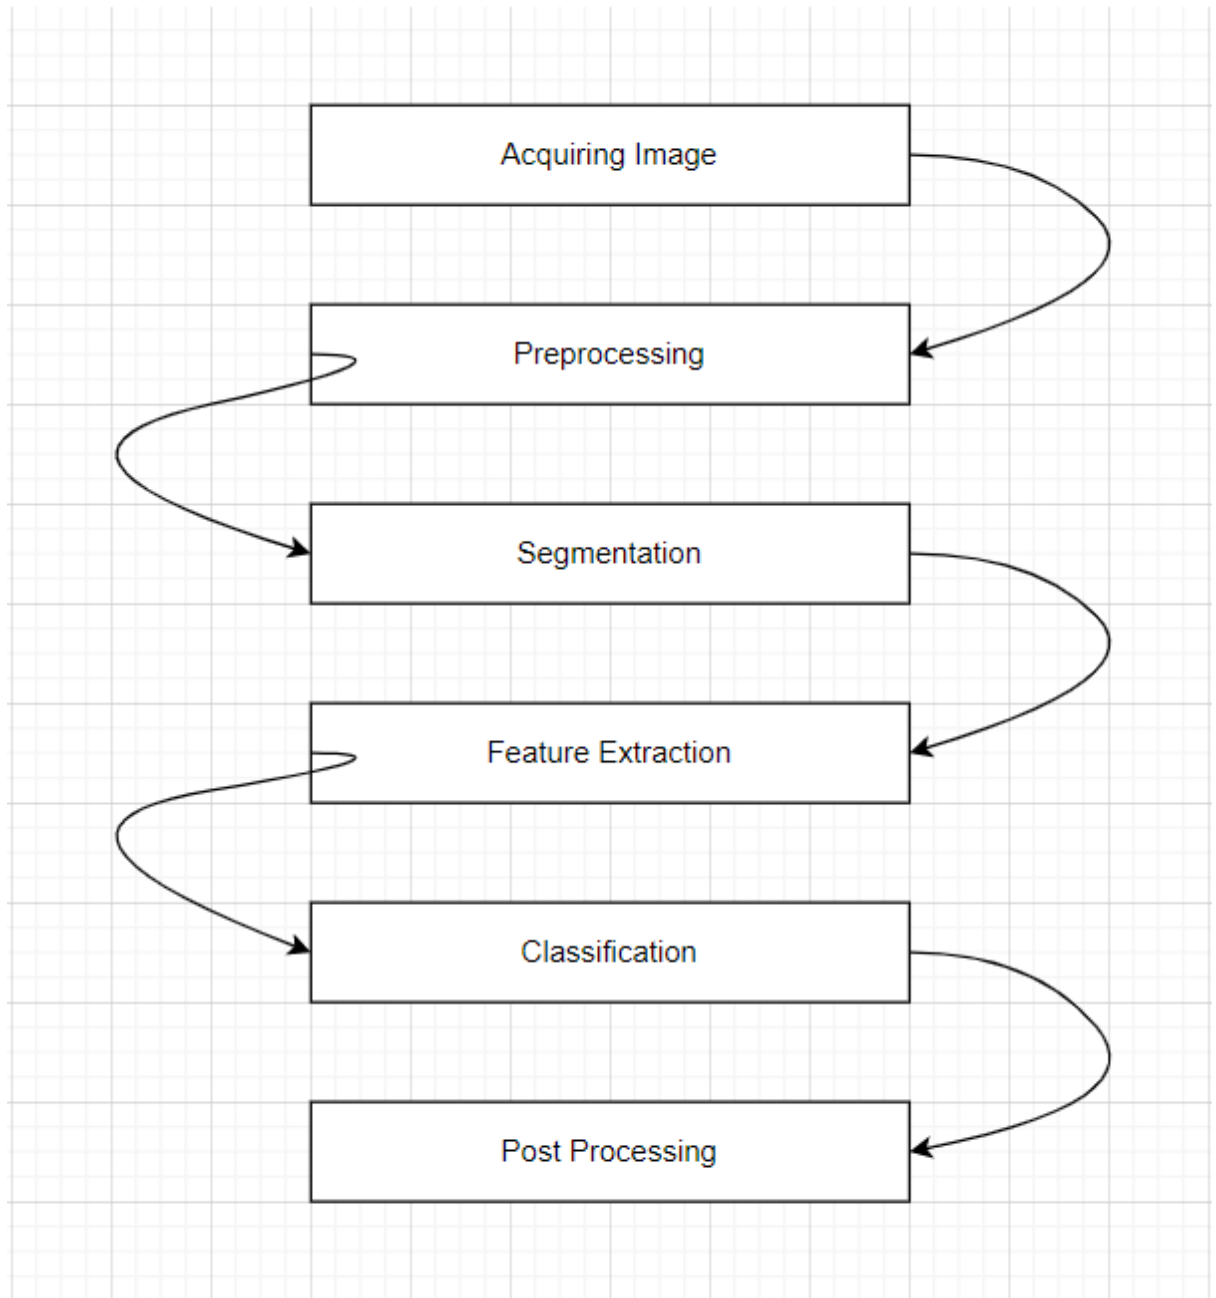 Acquiring Image
Preprocessing
Segmentation
Feature Extraction
Classification
Post Processing